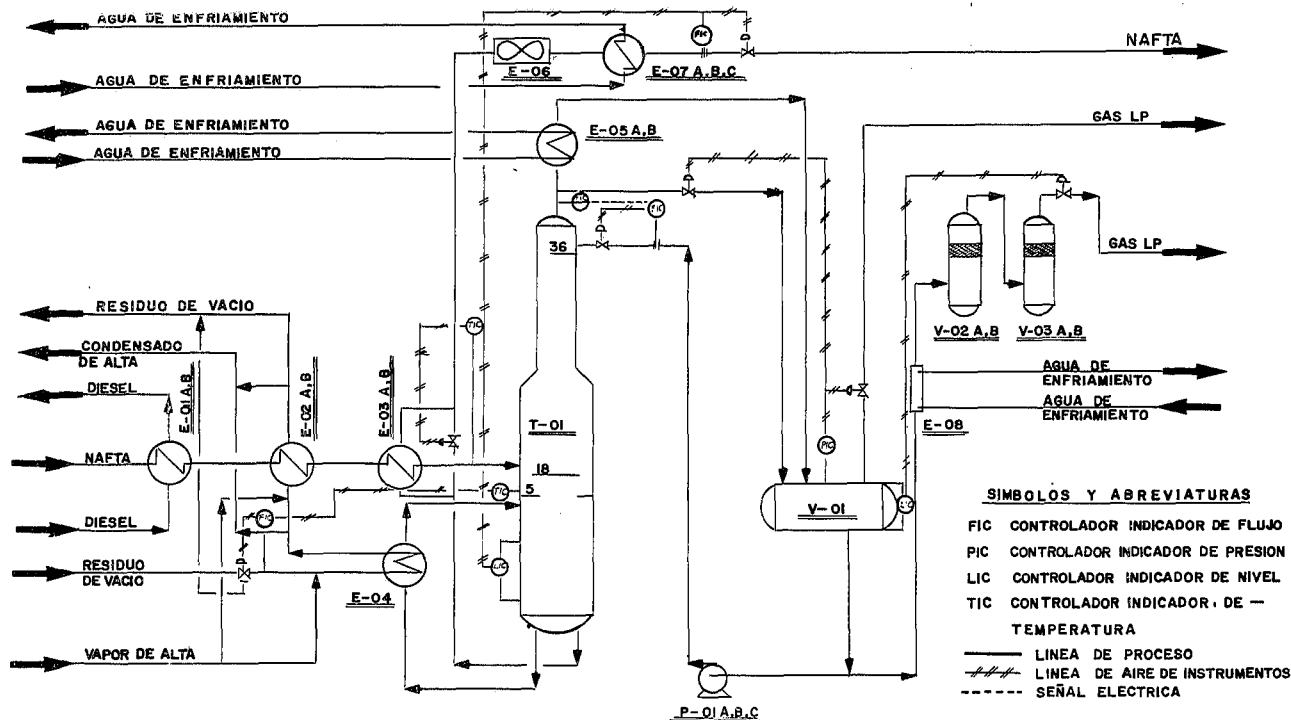 AGUA DE ENFRIAMIENTO
FIC
NAFTA
E-06
E-07 A,B,C
AGUA DE ENFRIAMIENTO
AGUA DE ENFRIAMIENTO
E-05 A,B
GAS LP
AGUA DE ENFRIAMIENTO
FIC
36
GAS LP
RESIDUO DE VACIO
TIC
V-02 A,B
V-03 A,B
CONDENSADO
DE ALTA
DIESEL
E-01 A,B
E-02 A,B
E-03 A,B
AGUA DE
ENFRIAMIENTO
AGUA DE
ENFRIAMIENTO
T-01
E-08
PIC
NAFTA
18
TIC
5
V-01
LIC
DIESEL
FIC
RESIDUO
DE VACIO
LIC
E-04
VAPOR DE ALTA
P-01 A,B,C
SIMBOLOS Y ABREVIATURAS
FIC CONTROLADOR INDICADOR DE FLUJO
PIC CONTROLADOR INDICADOR DE PRESION
LIC CONTROLADOR INDICADOR DE NIVEL
TIC CONTROLADOR INDICADOR. DE —
TEMPERATURA
LINEA DE PROCESO
LINEA DE AIRE DE INSTRUMENTOS
SEÑAL ELECTRICA